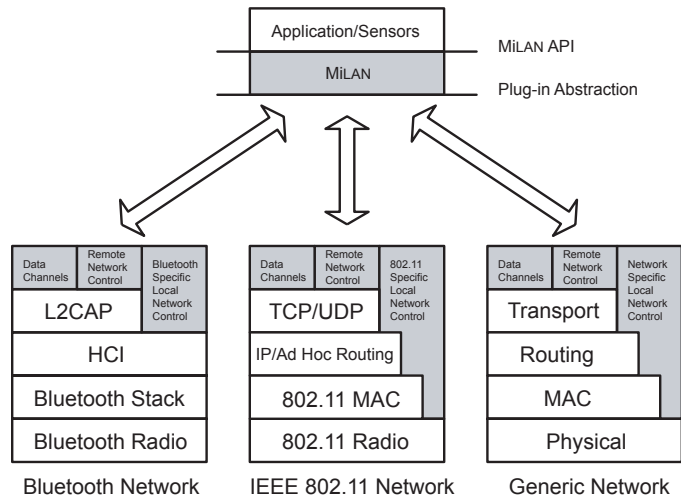 Application/Sensors
MiLAN API
MiLAN
Plug-in Abstraction
Data
Channels
Remote
Network
Control
Bluetooth
Specific
Local
Network
Control
L2CAP
HCI
Bluetooth Stack
Bluetooth Radio
Bluetooth Network
Data
Channels
Remote
Network
Control
802.11
Specific
Local
Network
Control
TCP/UDP
IP/Ad Hoc Routing
802.11 MAC
802.11 Radio
IEEE 802.11 Network
Data
Channels
Remote
Network
Control
Network
Specific
Local
Network
Control
Transport
Routing
MAC
Physical
Generic Network